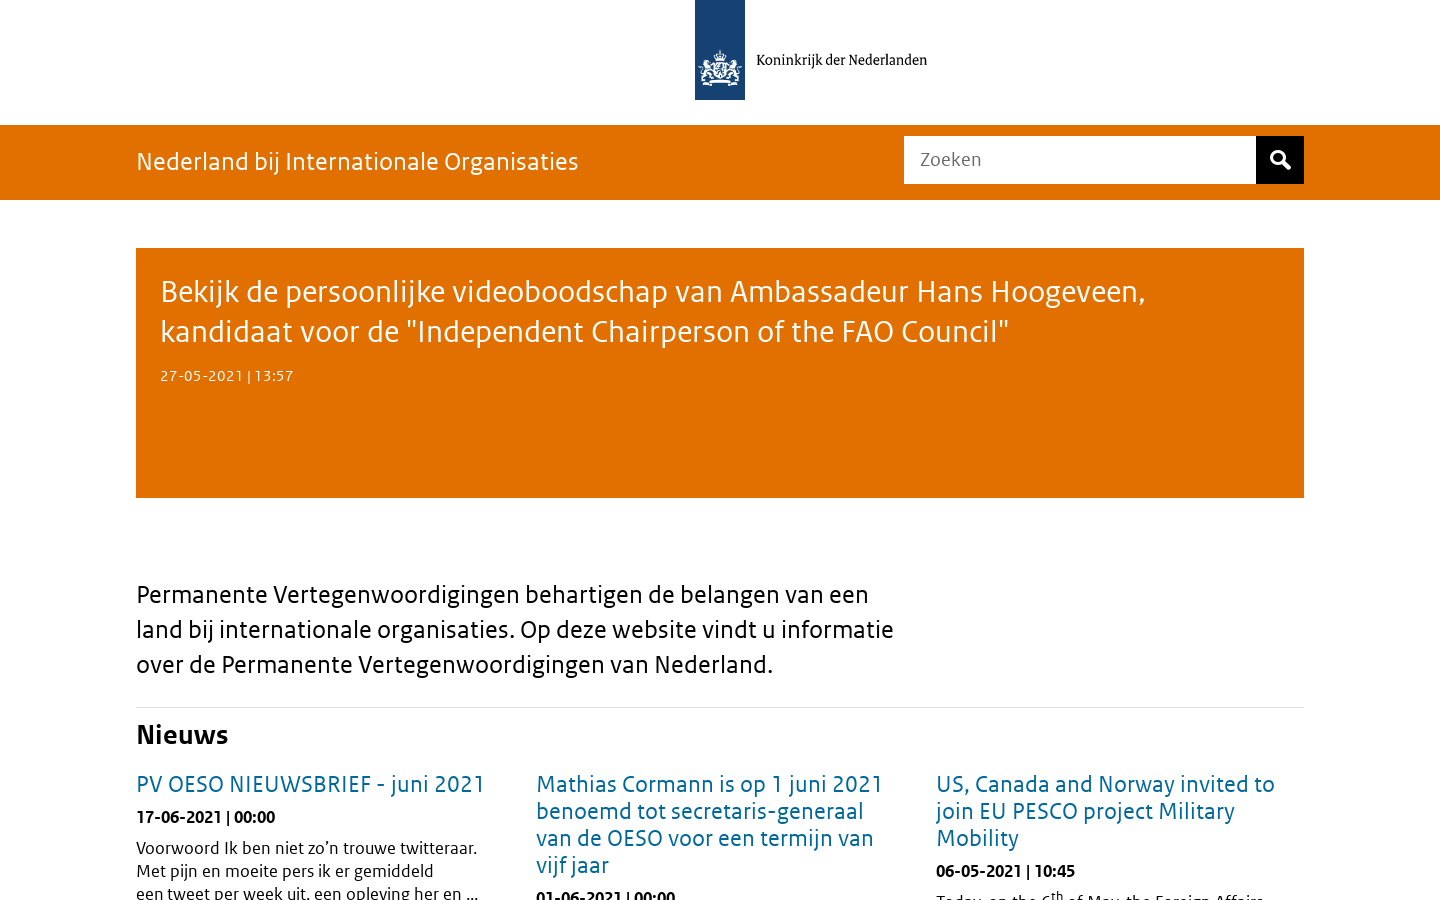 Koninkrijk der Nederlanden
Nederland bij Internationale Organisaties
Zoeken
Bekijk de persoonlijke videoboodschap van Ambassadeur Hans Hoogeveen,
kandidaat voor de "Independent Chairperson of the FAO Council"
27-05-2021 | 13:57
Permanente Vertegenwoordigingen behartigen de belangen van een
land bij internationale organisaties. Op deze website vindt u informatie
over de Permanente Vertegenwoordigingen van Nederland.
Nieuws
PV OESO NIEUWSBRIEF - juni 2021
17-06-2021 | 00:00
Voorwoord Ik ben niet zo’n trouwe twitteraar.
Met pijn en moeite pers ik er gemiddeld
een tweet per week uit, een opleving her en ...
Mathias Cormann is op 1 juni 2021
benoemd tot secretaris-generaal
van de OESO voor een termijn van
vijf jaar
01-06-2021 | 00:00
US, Canada and Norway invited to
join EU PESCO project Military
Mobility
06-05-2021 | 10:45
Today, on the 6th of May, the Foreign Affairs